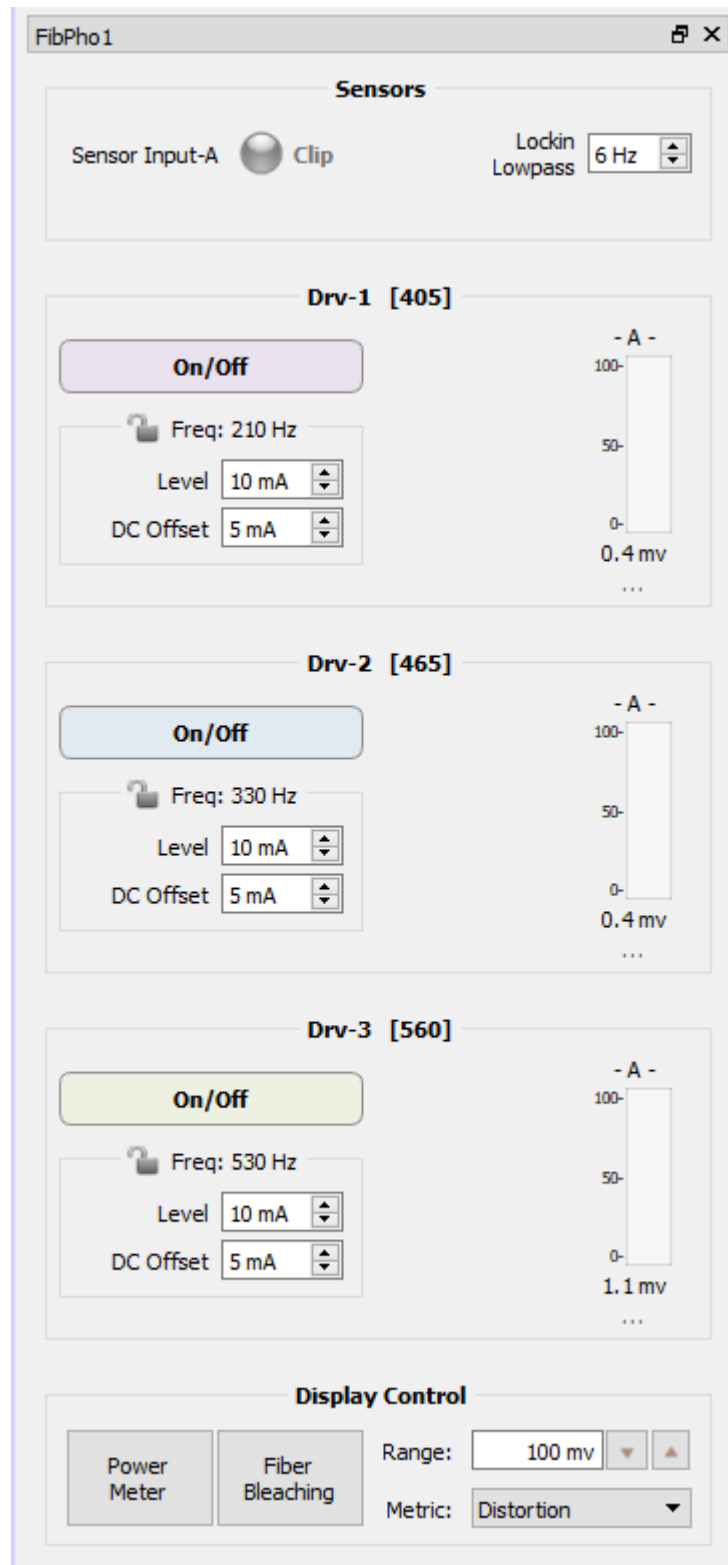 FibPho1
Sensors
Sensor Input-A Clip
Lockin
Lowpass
6 Hz
Drv-1 [405]
On/Off
Freq: 210 Hz
Level 10 mA
DC Offset 5 mA
- A -
100-
50-
0-
0.4 mv
...
Drv-2 [465]
On/Off
Freq: 330 Hz
Level 10 mA
DC Offset 5 mA
- A -
100-
50-
0-
0.4 mv
...
Drv-3 [560]
On/Off
Freq: 530 Hz
Level 10 mA
DC Offset 5 mA
- A -
100-
50-
0-
1.1 mv
...
Display Control
Power
Meter
Fiber
Bleaching
Range: 100 mv
Metric: Distortion